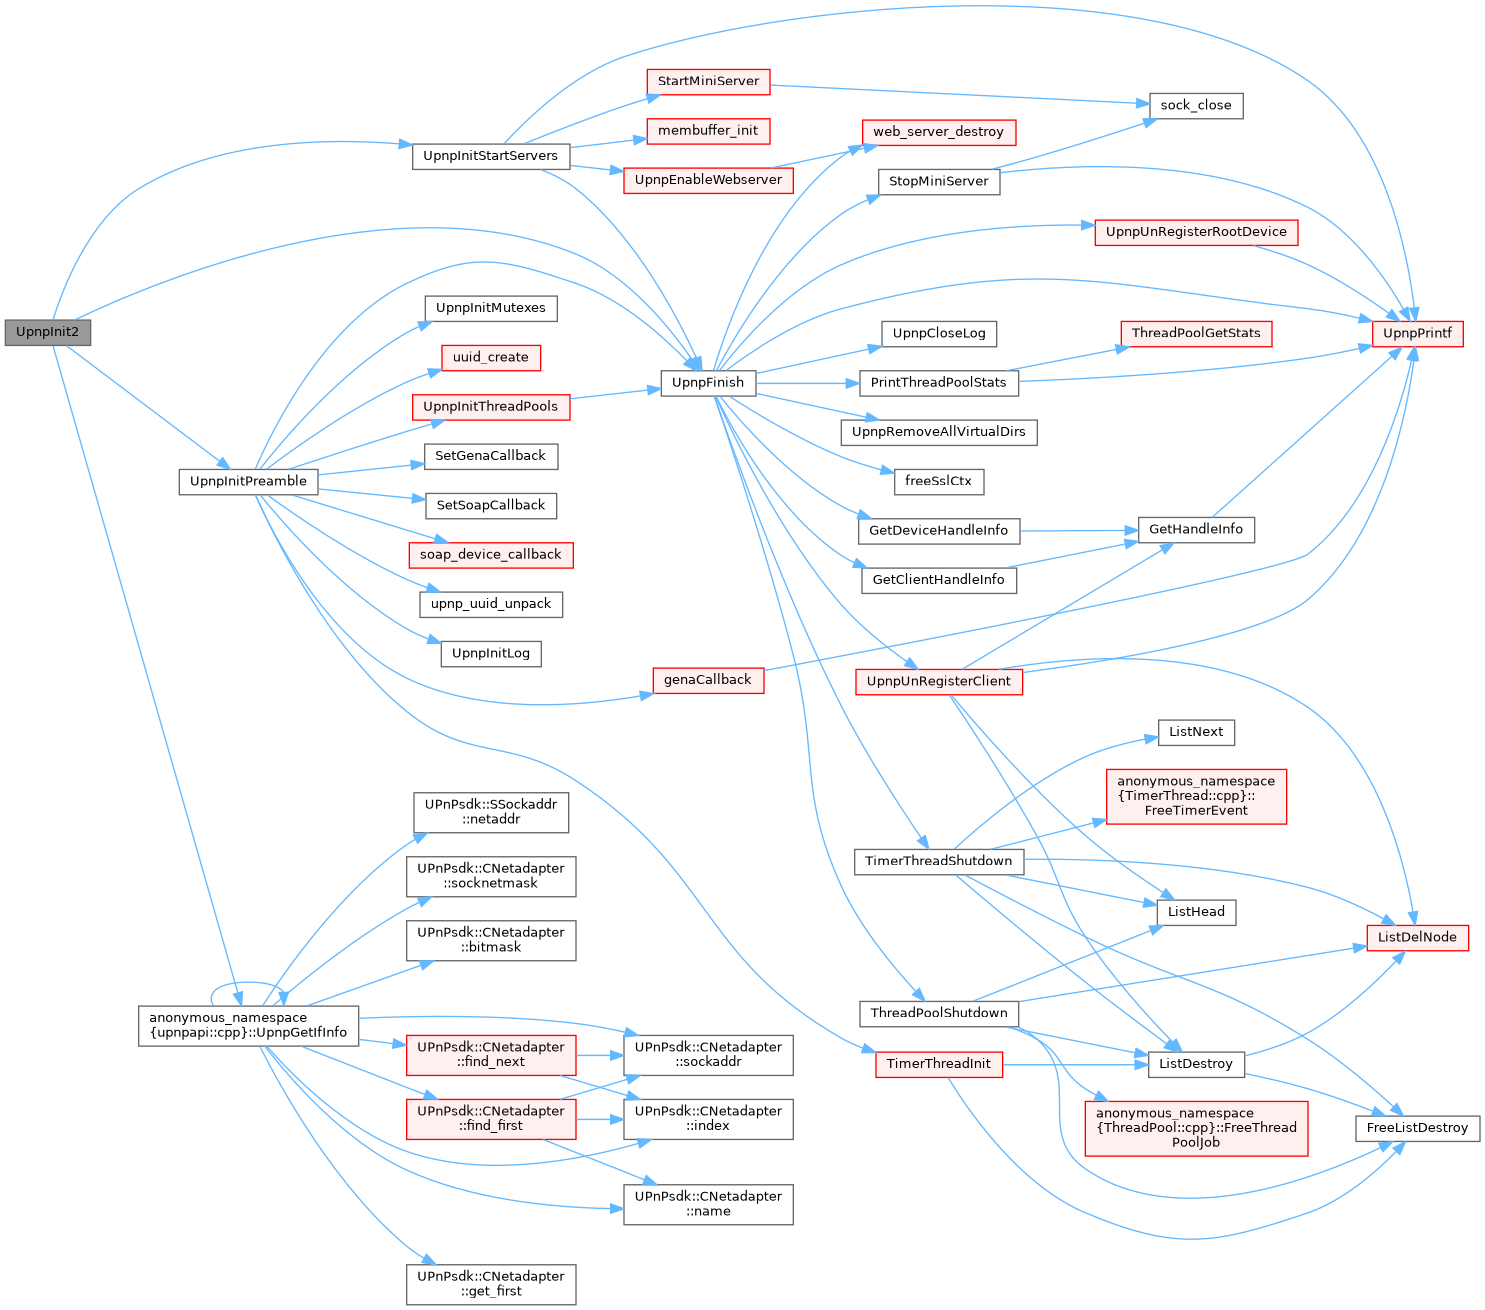 UpnpInit2
UpnpInitStartServers
StartMiniServer
membuffer_init
UpnpEnableWebserver
web_server_destroy
sock_close
StopMiniServer
UpnpUnRegisterRootDevice
UpnpPrintf
UpnpInitPreamble
UpnpInitMutexes
uuid_create
UpnpInitThreadPools
SetGenaCallback
SetSoapCallback
soap_device_callback
upnp_uuid_unpack
UpnpInitLog
genaCallback
UpnpFinish
UpnpCloseLog
PrintThreadPoolStats
ThreadPoolGetStats
UpnpRemoveAllVirtualDirs
freeSslCtx
GetDeviceHandleInfo
GetClientHandleInfo
GetHandleInfo
UpnpUnRegisterClient
ListNext
anonymous_namespace
{TimerThread::cpp}::
FreeTimerEvent
TimerThreadShutdown
ListHead
ListDelNode
ThreadPoolShutdown
TimerThreadInit
ListDestroy
anonymous_namespace
{ThreadPool::cpp}::FreeThread
PoolJob
FreeListDestroy
anonymous_namespace
{upnpapi::cpp}::UpnpGetIfInfo
UPnPsdk::SSockaddr
::netaddr
UPnPsdk::CNetadapter
::socknetmask
UPnPsdk::CNetadapter
::bitmask
UPnPsdk::CNetadapter
::find_next
UPnPsdk::CNetadapter
::find_first
UPnPsdk::CNetadapter
::sockaddr
UPnPsdk::CNetadapter
::index
UPnPsdk::CNetadapter
::name
UPnPsdk::CNetadapter
::get_first